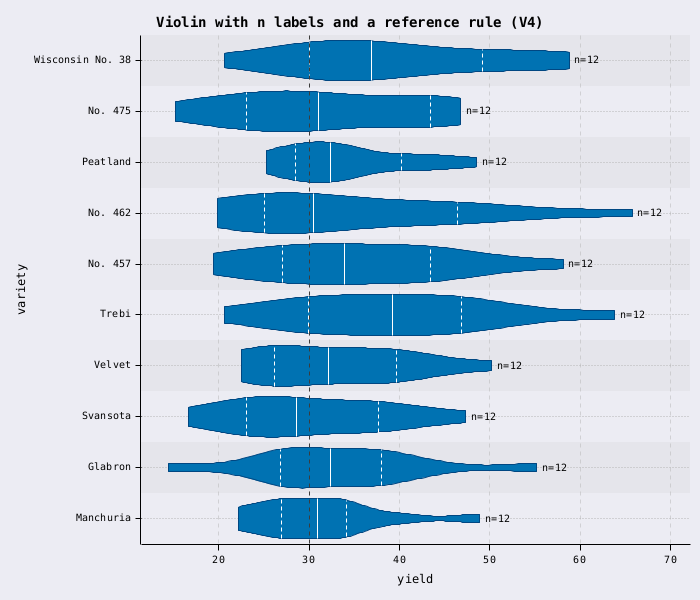 Violin with n labels and a reference rule (V4)
Wisconsin No. 38
n=12
No. 475
n=12
Peatland
n=12
No. 462
n=12
No. 457
n=12
Trebi
n=12
Velvet
n=12
Svansota
n=12
Glabron
n=12
Manchuria
n=12
variety
20 30 40 50 60 70
yield